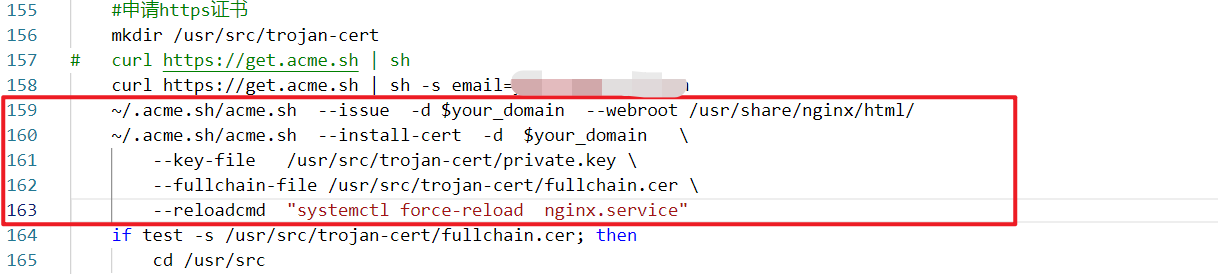 155 #申请https证书
156 mkdir /usr/src/trojan-cert
157 # curl https://get.acme.sh | sh
158 curl https://get.acme.sh | sh -s email=
159 ~/.acme.sh/acme.sh --issue -d $your_domain --webroot /usr/share/nginx/html/
160 ~/.acme.sh/acme.sh --install-cert -d $your_domain \
161 --key-file /usr/src/trojan-cert/private.key \
162 --fullchain-file /usr/src/trojan-cert/fullchain.cer \
163 --reloadcmd "systemctl force-reload nginx.service"
164 if test -s /usr/src/trojan-cert/fullchain.cer; then
165 cd /usr/src